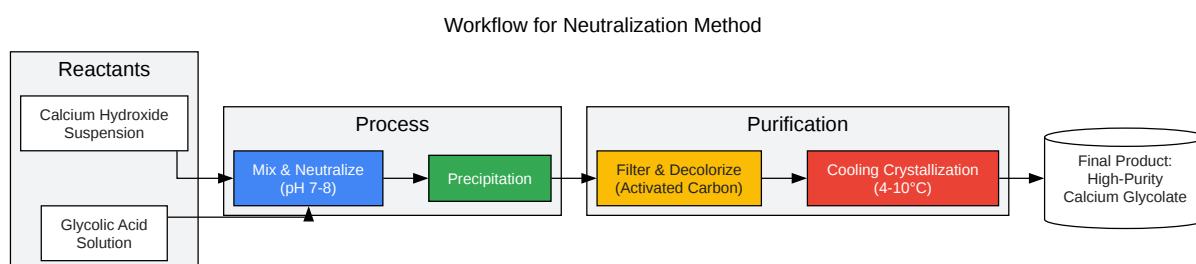 Workflow for Neutralization Method
Reactants
Calcium Hydroxide
Suspension
Glycolic Acid
Solution
Process
Mix & Neutralize
(pH 7-8)
Precipitation
Purification
Filter & Decolorize
(Activated Carbon)
Cooling Crystallization
(4-10°C)
Final Product:
High-Purity
Calcium Glycolate